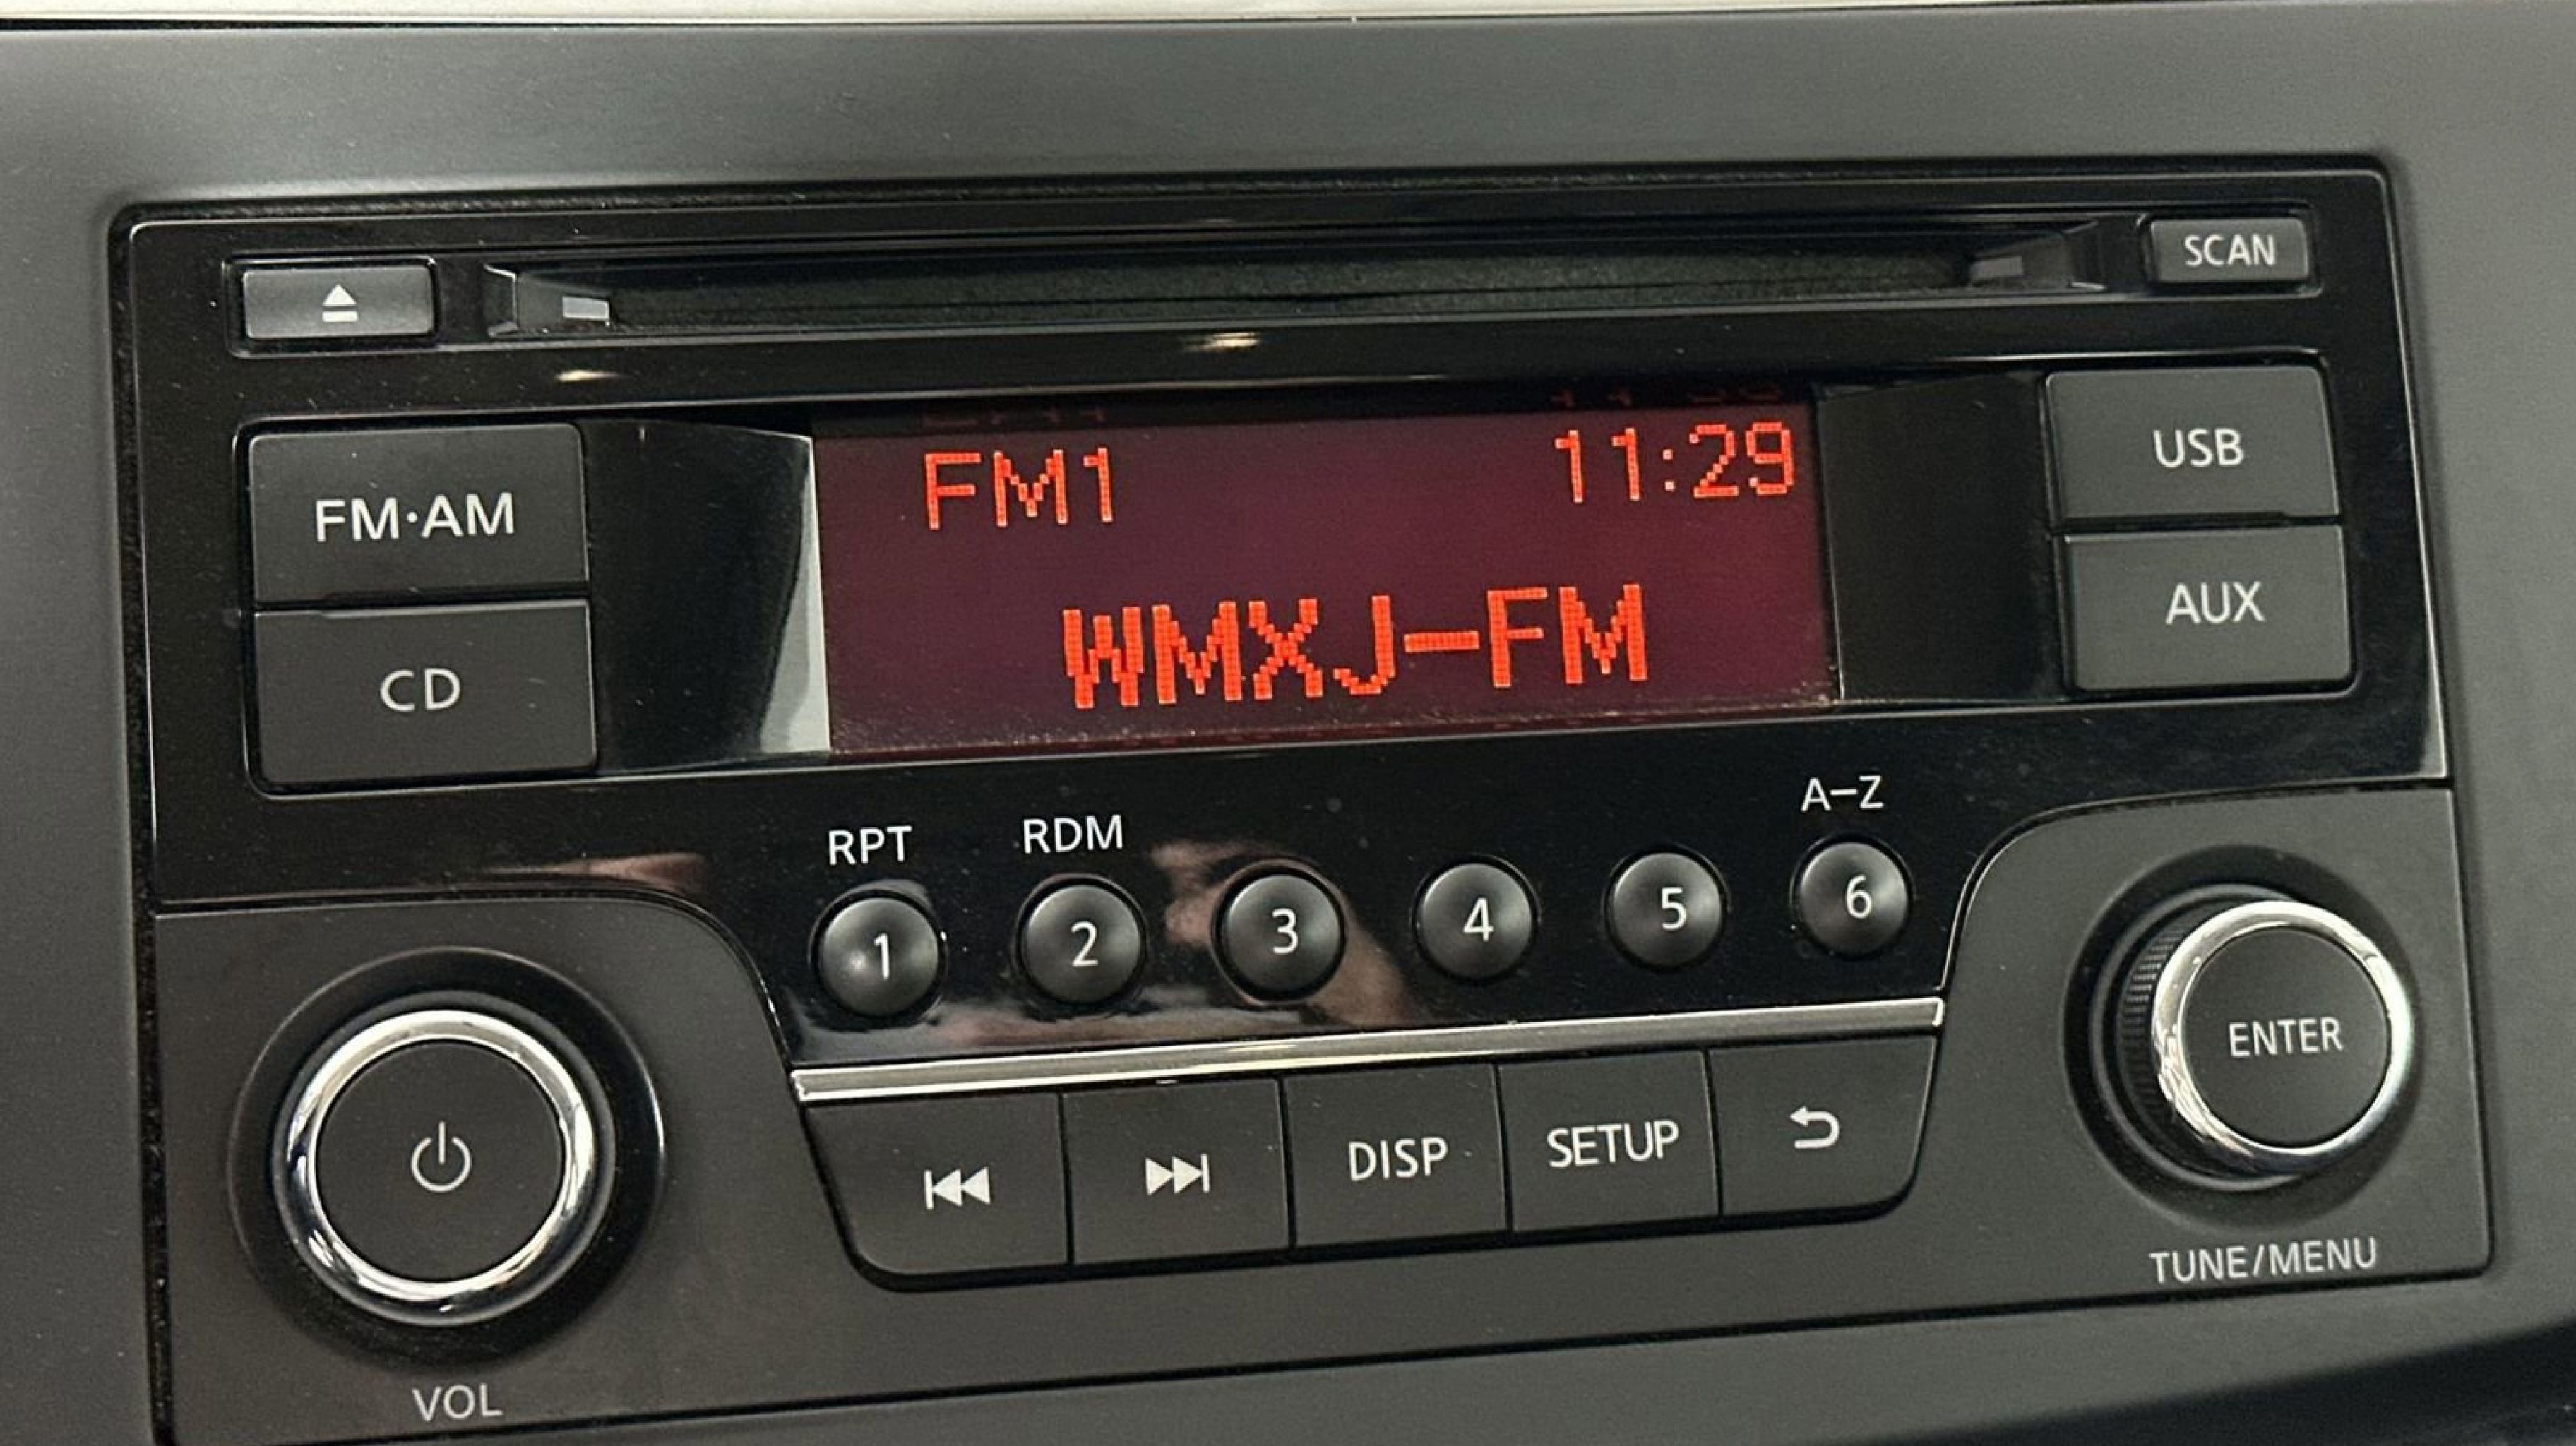 SCAN
FM·AM
CD
FM1 11:29
WMXJ-FM
USB
AUX
RPT RDM A-Z
1 2 3 4 5 6
ENTER
DISP SETUP
TUNE/MENU
VOL